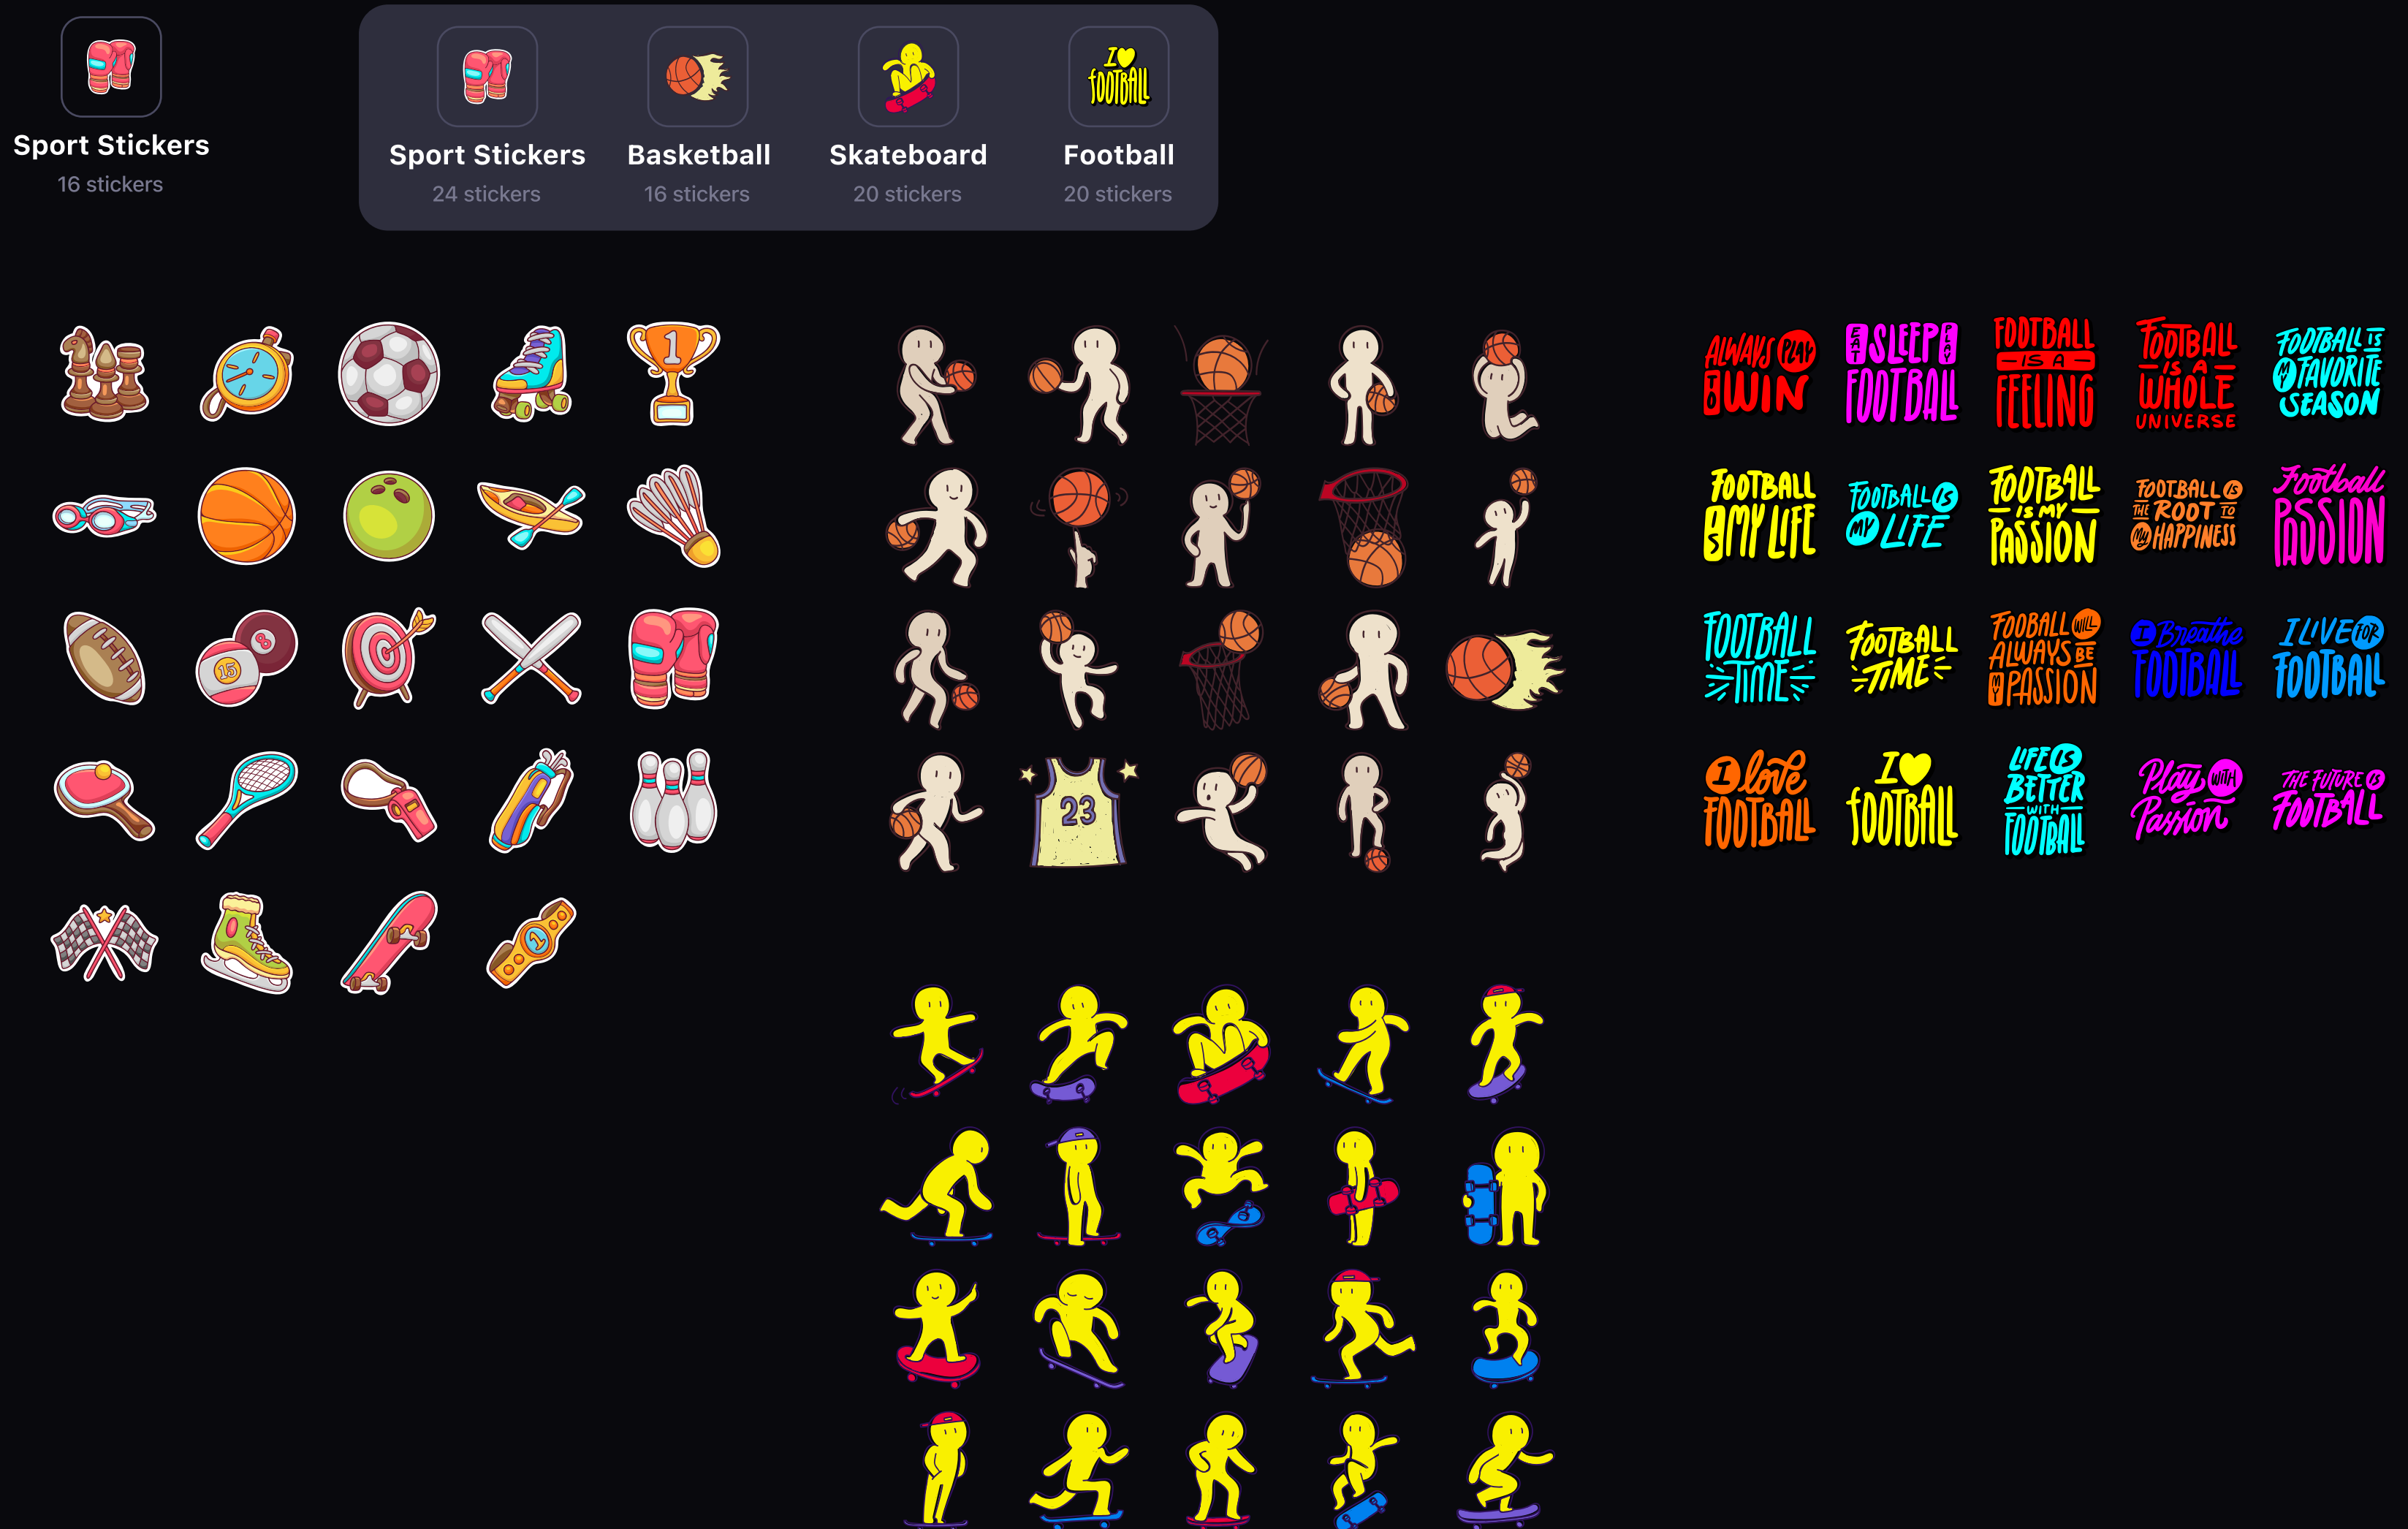 Sport Stickers
16 stickers
I ♥
FOOTBALL
Sport Stickers
24 stickers
Basketball
16 stickers
Skateboard
20 stickers
Football
20 stickers
1
15
8
1
23
ALWAYS PLAY
TO WIN
EAT SLEEP PLAY
FOOTBALL
FOOTBALL
IS A
FEELING
FOOTBALL
IS A
WHOLE
UNIVERSE
FOOTBALL IS
MY FAVORITE
SEASON
FOOTBALL
IS MY LIFE
FOOTBALL IS
MY LIFE
FOOTBALL
IS MY
PASSION
FOOTBALL IS
THE ROOT TO
MY HAPPINESS
Football
PASSION
FOOTBALL
TIME
FOOTBALL
TIME
FOOBALL WILL
ALWAYS BE
MY PASSION
I Breathe
FOOTBALL
I LIVE FOR
FOOTBALL
I love
FOOTBALL
I ♥
FOOTBALL
LIFE IS
BETTER
WITH
FOOTBALL
Play WITH
Passion
THE FUTURE IS
FOOTBALL